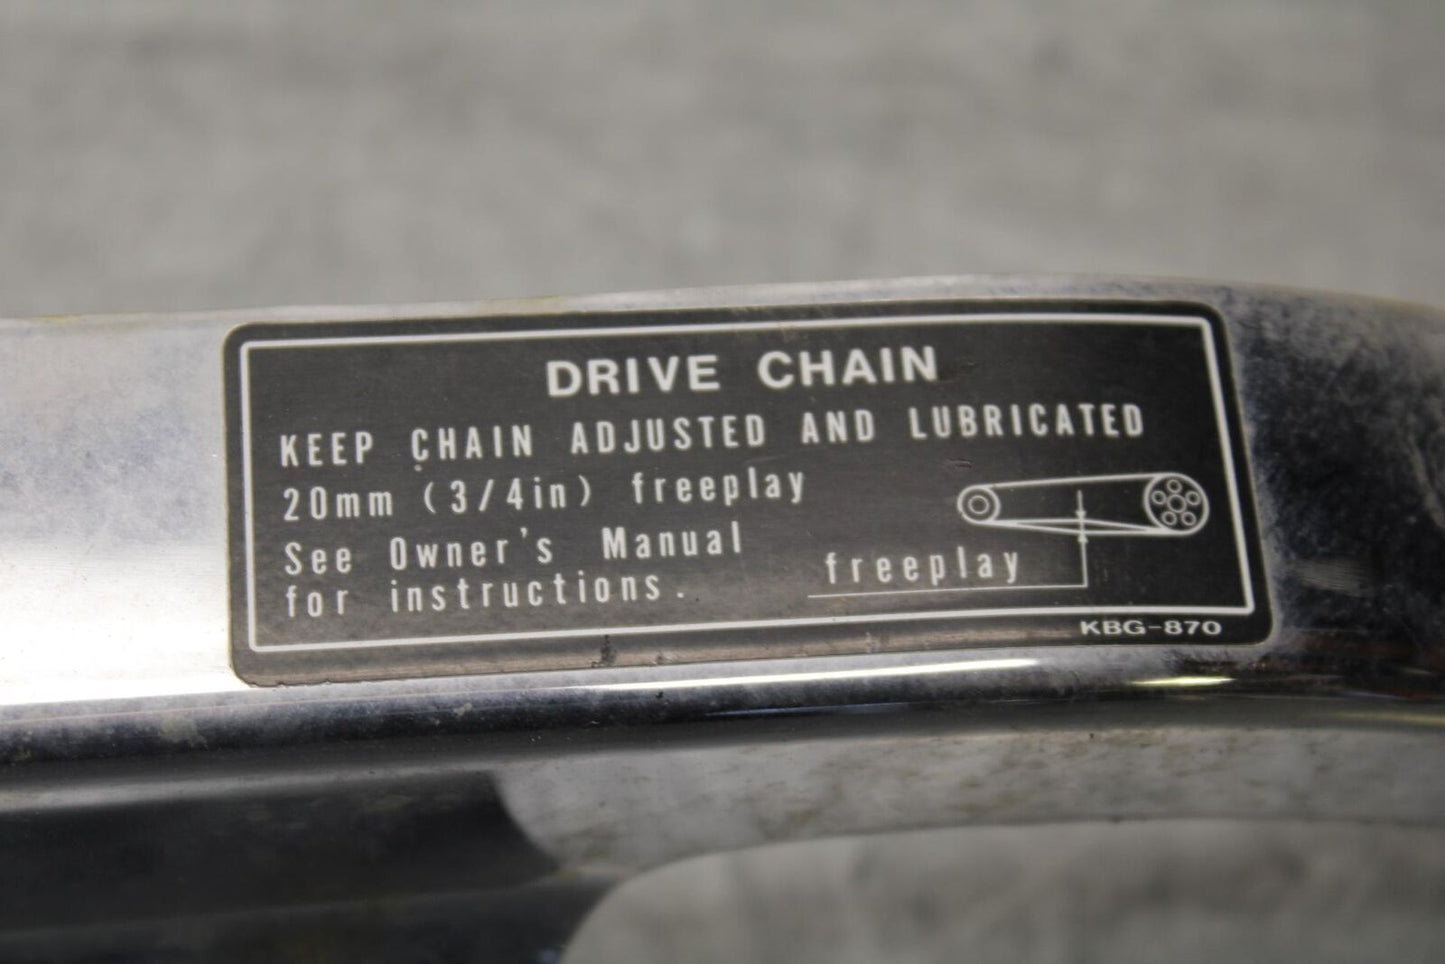 DRIVE CHAIN
KEEP CHAIN ADJUSTED AND LUBRICATED
20mm (3/4in) freeplay
See Owner's Manual
for instructions.
freeplay
KBG-870